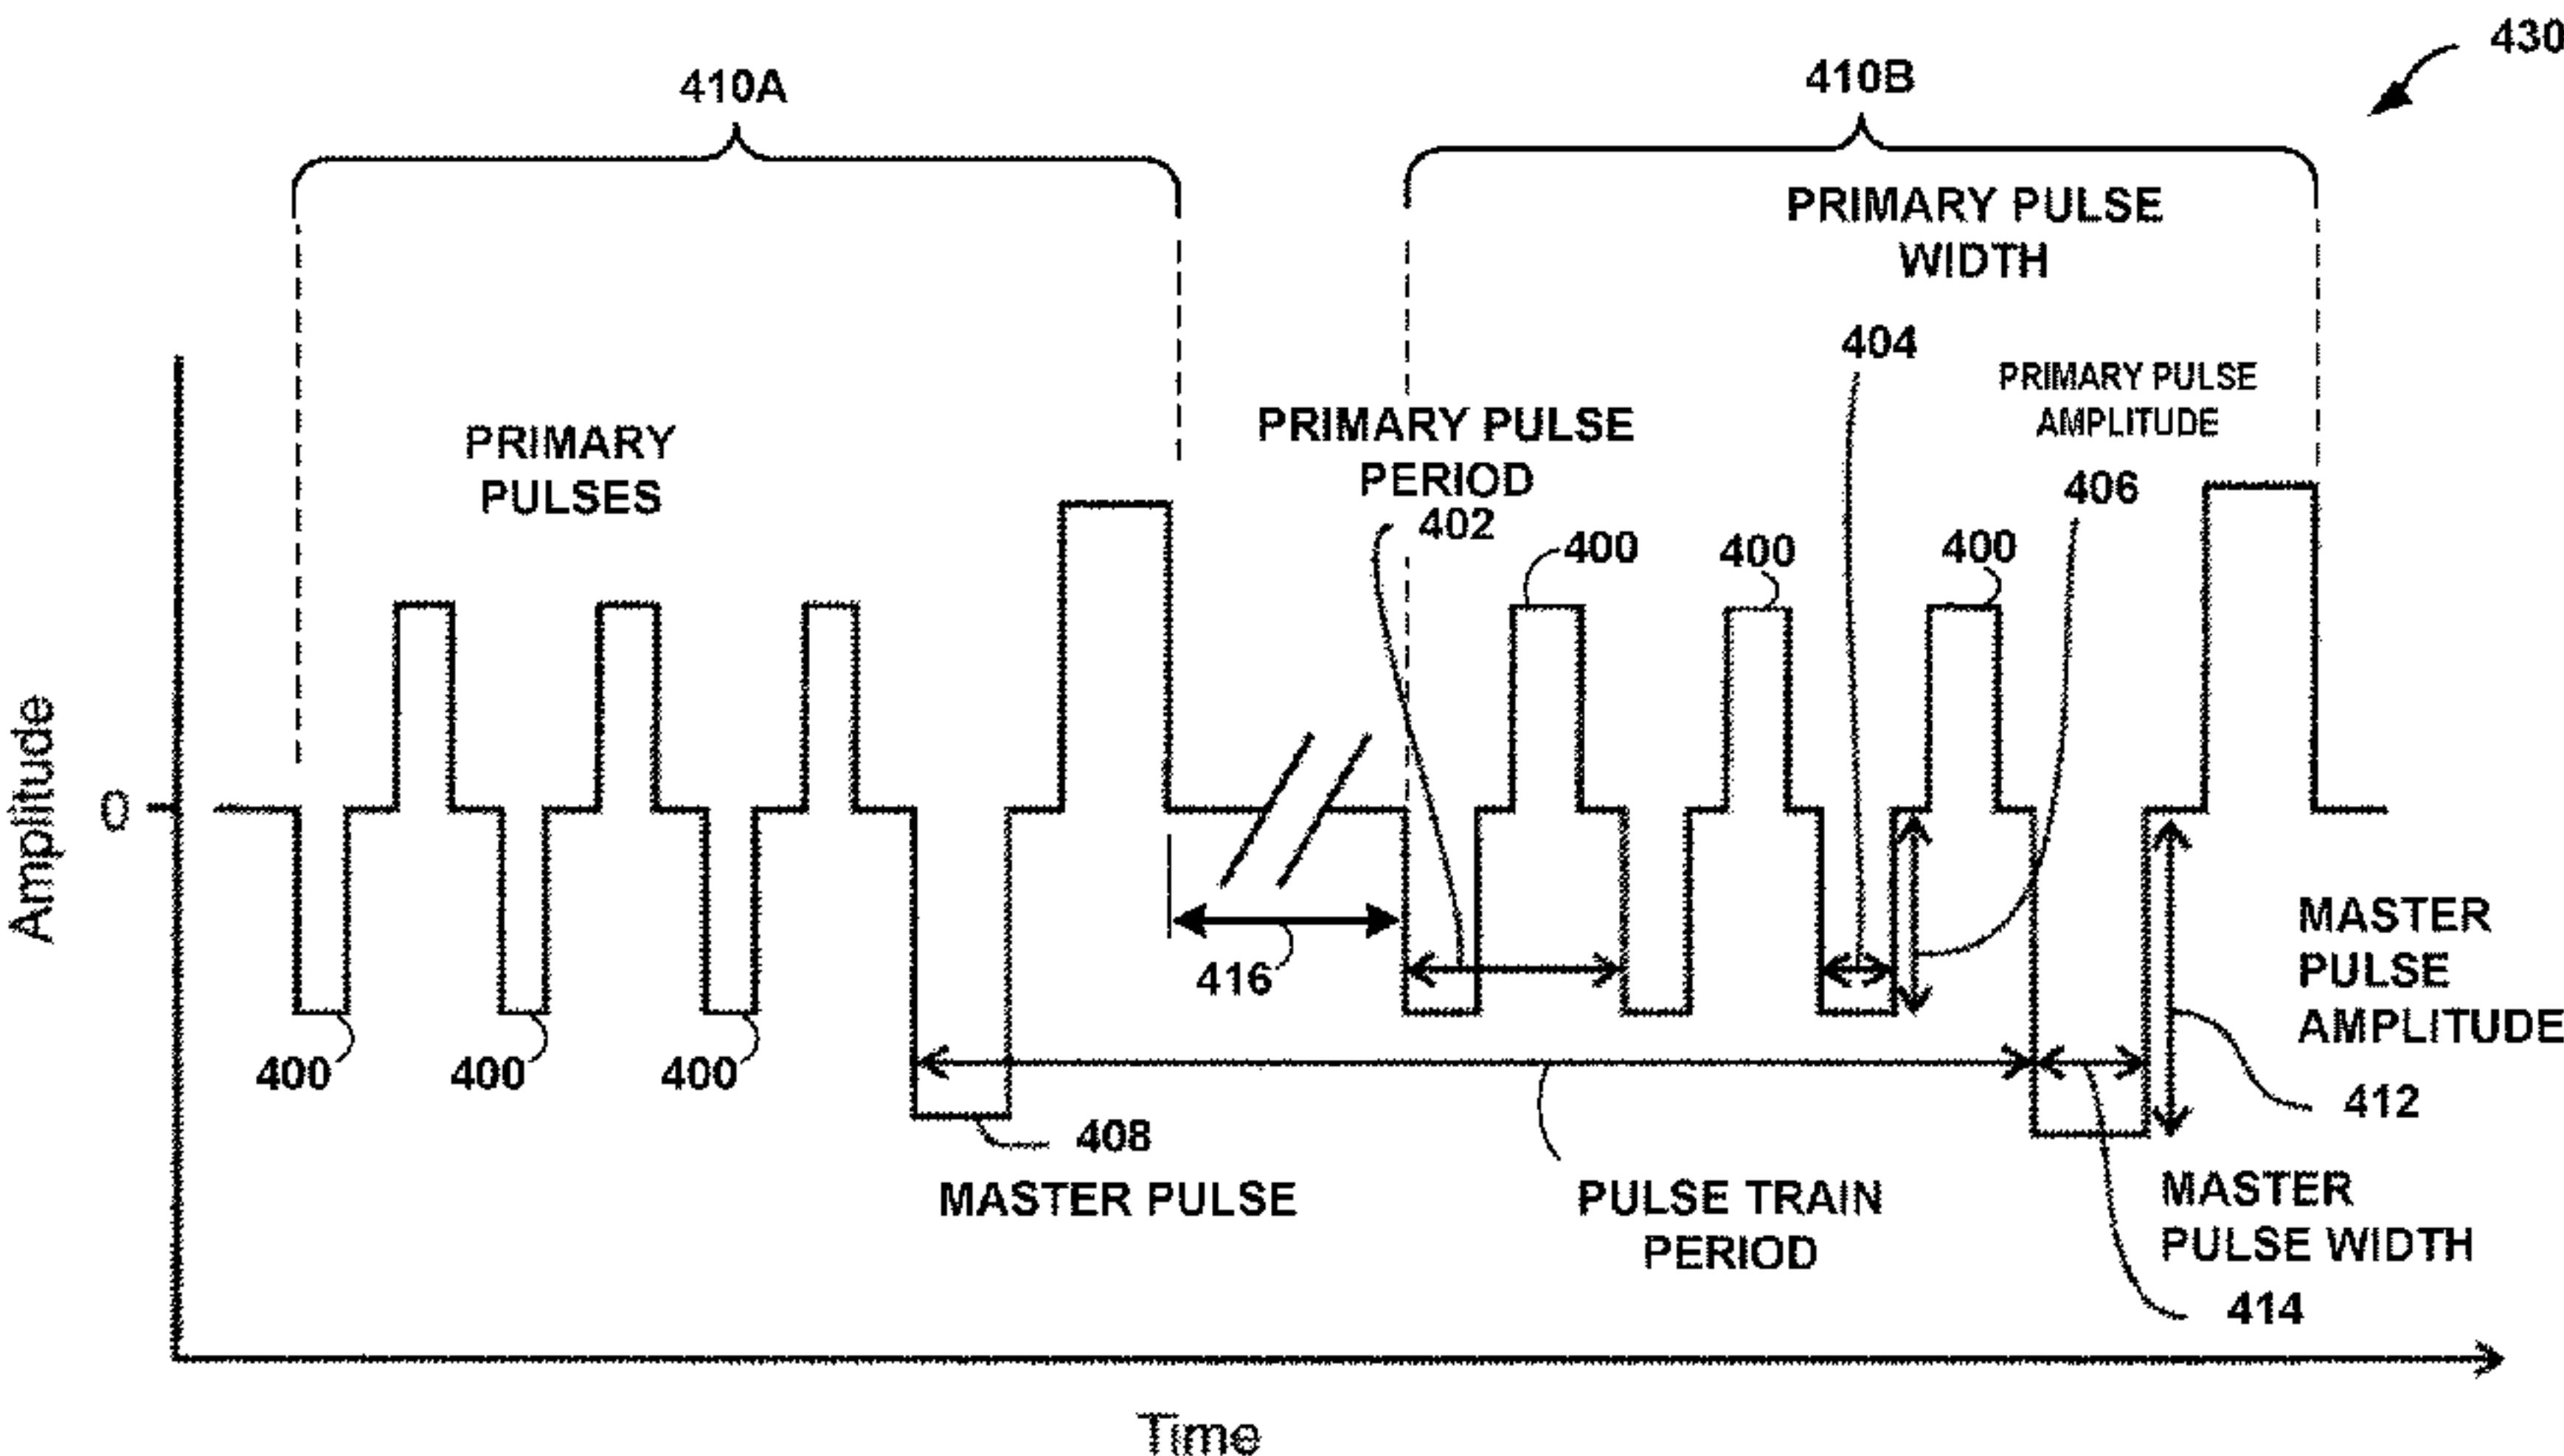 430
410A
410B
PRIMARY PULSE
WIDTH
404
PRIMARY PULSE
AMPLITUDE
406
PRIMARY PULSE
PERIOD
402
PRIMARY
PULSES
400
400
400
Amplitude
0
416
400
400
400
MASTER
PULSE
AMPLITUDE
412
408
MASTER PULSE
PULSE TRAIN
PERIOD
MASTER
PULSE WIDTH
414
Time